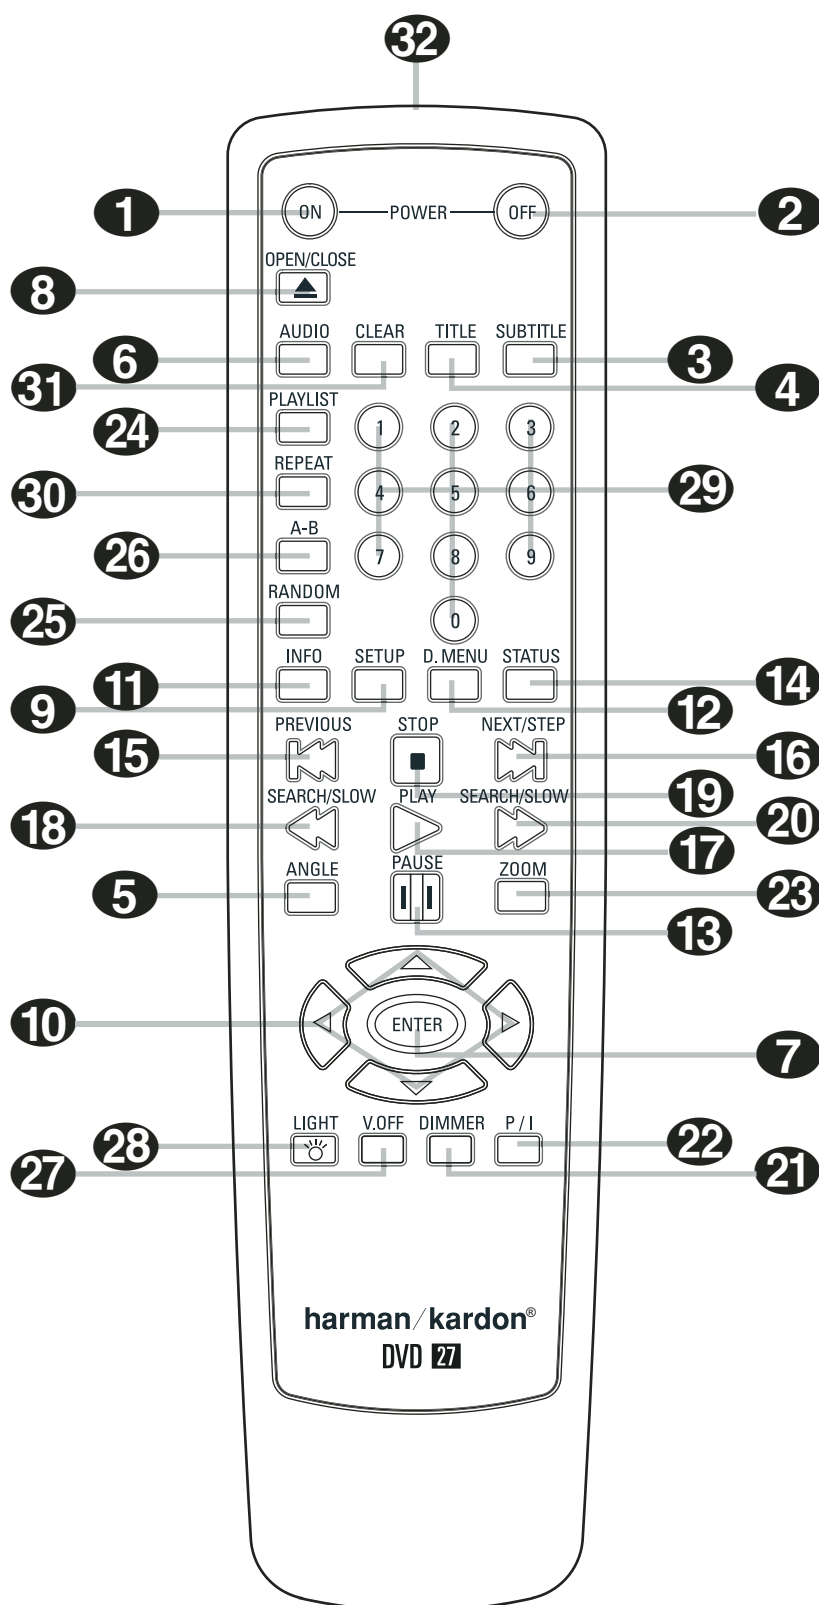 32
1 ON POWER OFF 2
OPEN/CLOSE
8
AUDIO CLEAR TITLE SUBTITLE
6 3
31 4
PLAYLIST
24 1 2 3
REPEAT
30 4 5 6 29
A-B
26 7 8 9
RANDOM
25 0
INFO SETUP D. MENU STATUS
11 14
9 12
PREVIOUS STOP NEXT/STEP
15 16
19
SEARCH/SLOW PLAY SEARCH/SLOW
18 20
17
ANGLE PAUSE ZOOM
5 23
13
10 ENTER
7
LIGHT V.OFF DIMMER P / I
28 22
27 21
harman/kardon®
DVD 27